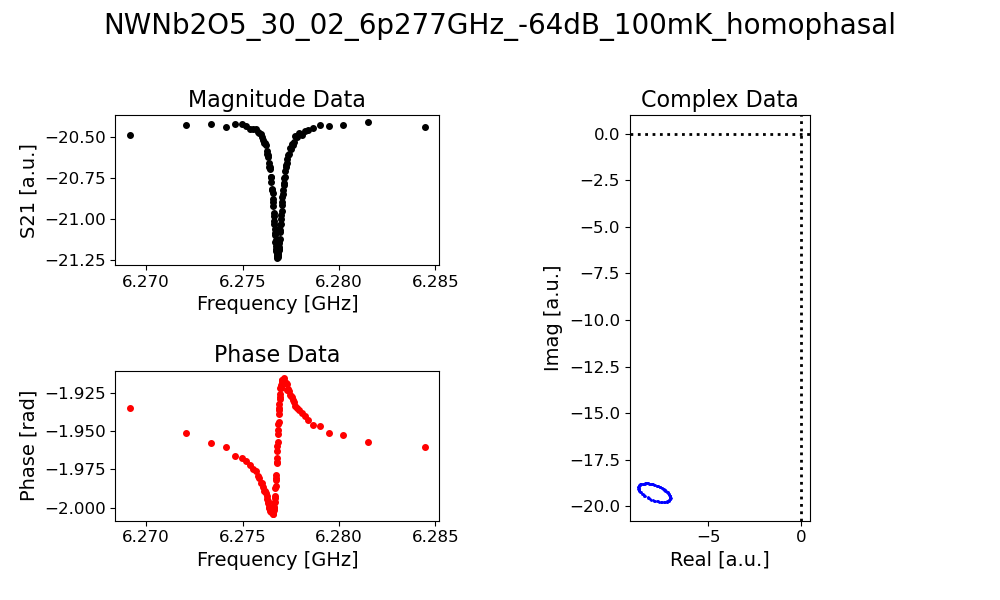 NWNb2O5_30_02_6p277GHz_-64dB_100mK_homophasal
Magnitude Data
S21 [a.u.]
−20.50
−20.75
−21.00
−21.25
6.270 6.275 6.280 6.285
Frequency [GHz]
Phase Data
Phase [rad]
−1.925
−1.950
−1.975
−2.000
6.270 6.275 6.280 6.285
Frequency [GHz]
Complex Data
Imag [a.u.]
0.0
−2.5
−5.0
−7.5
−10.0
−12.5
−15.0
−17.5
−20.0
−5 0
Real [a.u.]